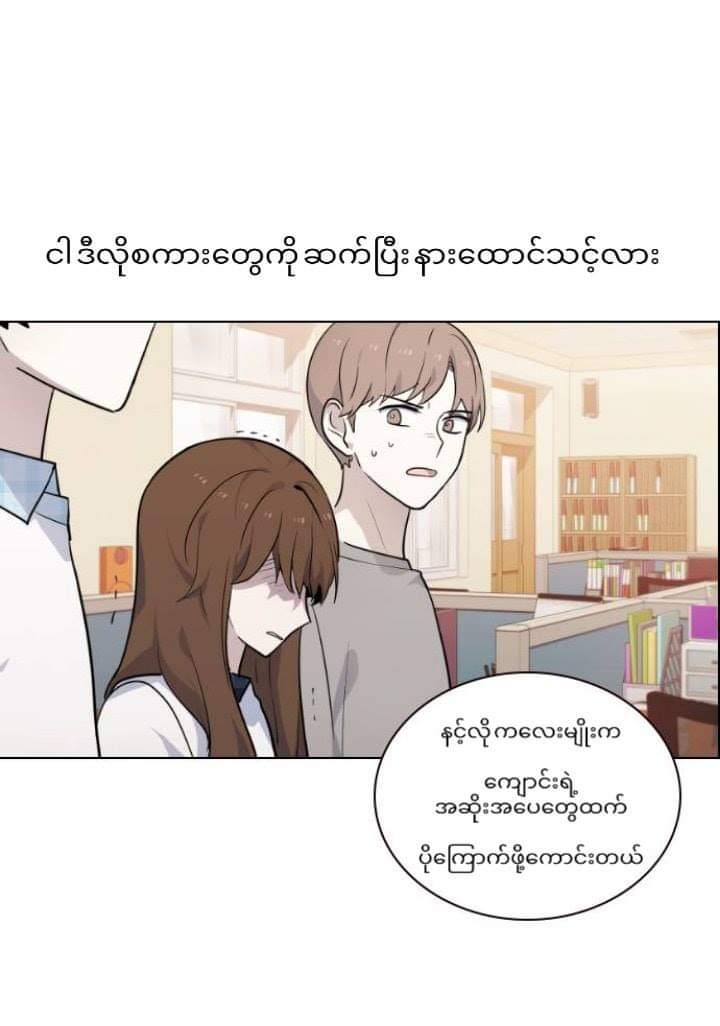 ငါ ဒီလိုစကားတွေကို ဆက်ပြီး နားထောင်သင့်လား
နင့်လို ကလေးမျိုးက
ကျောင်းရဲ့
အဆိုးအပေတွေထက်
ပိုကြောက်ဖို့ကောင်းတယ်